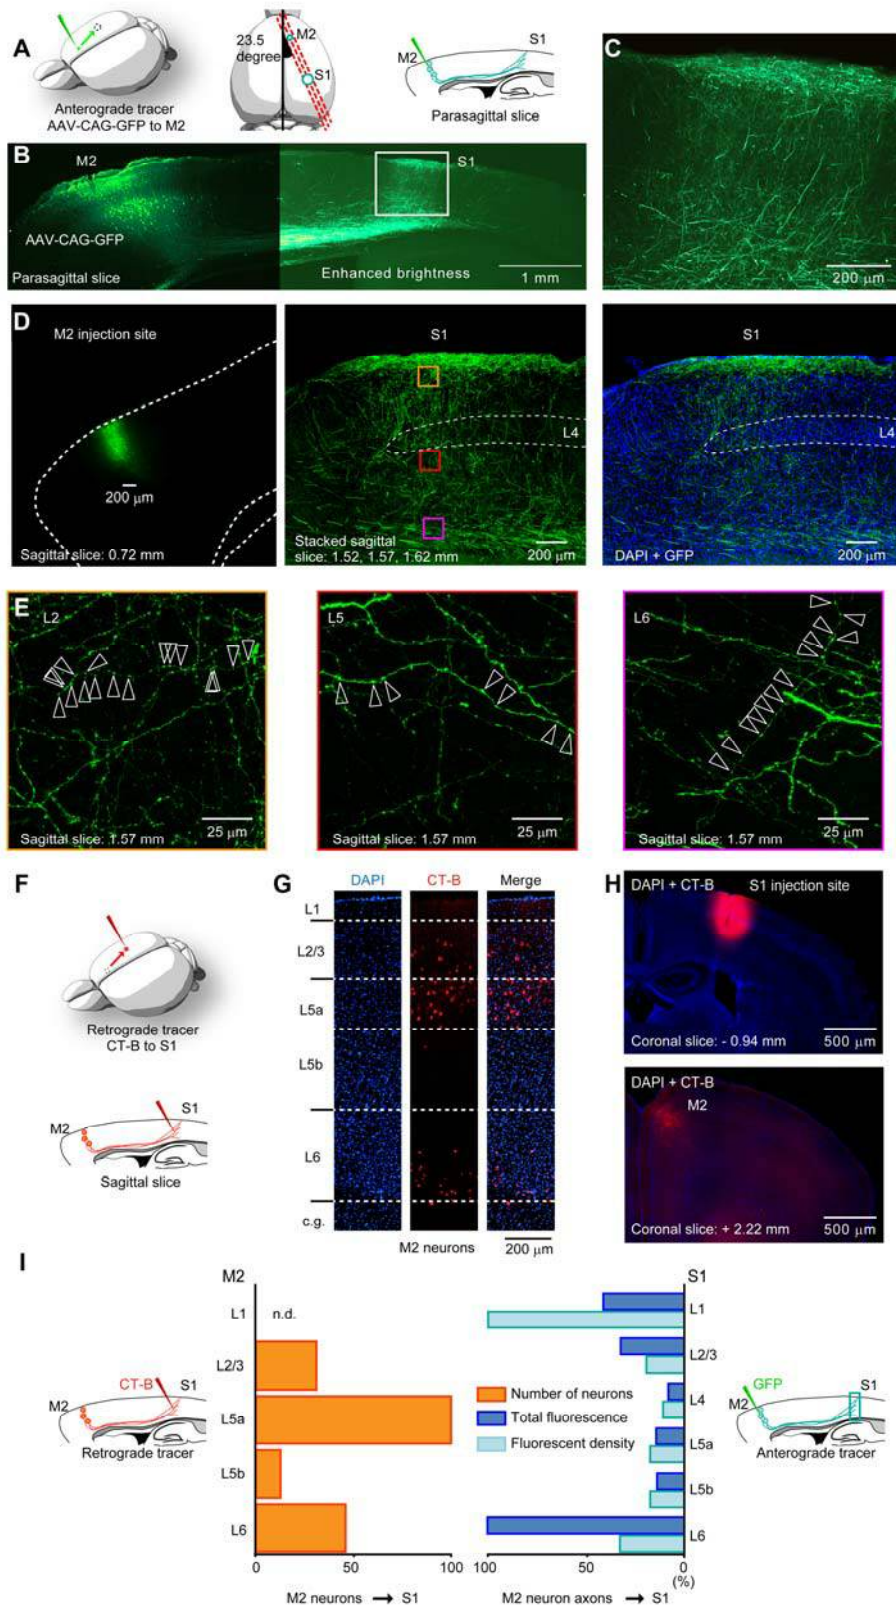 A
Anterograde tracer
AAV-CAG-GFP to M2
23.5
degree
M2
S1
M2
S1
Parasagittal slice
B
M2
AAV-CAG-GFP
Parasagittal slice
S1
Enhanced brightness
1 mm
C
200 μm
D
M2 injection site
200 μm
Sagittal slice: 0.72 mm
S1
L4
Stacked sagittal
slice: 1.52, 1.57, 1.62 mm
200 μm
S1
L4
DAPI + GFP
200 μm
E
L2
Sagittal slice: 1.57 mm
25 μm
L5
Sagittal slice: 1.57 mm
25 μm
L6
Sagittal slice: 1.57 mm
25 μm
F
Retrograde tracer
CT-B to S1
M2
S1
Sagittal slice
G
DAPI
CT-B
Merge
L1
L2/3
L5a
L5b
L6
c.g.
M2 neurons
200 μm
H
DAPI + CT-B
S1 injection site
Coronal slice: - 0.94 mm
500 μm
DAPI + CT-B
M2
Coronal slice: + 2.22 mm
500 μm
I
CT-B
S1
M2
Retrograde tracer
M2
L1
n.d.
L2/3
L5a
L5b
L6
0
50
100
M2 neurons → S1
Number of neurons
Total fluorescence
Fluorescent density
S1
L1
L2/3
L4
L5a
L5b
L6
100
50
0
(%)
M2 neuron axons → S1
GFP
S1
M2
Anterograde tracer